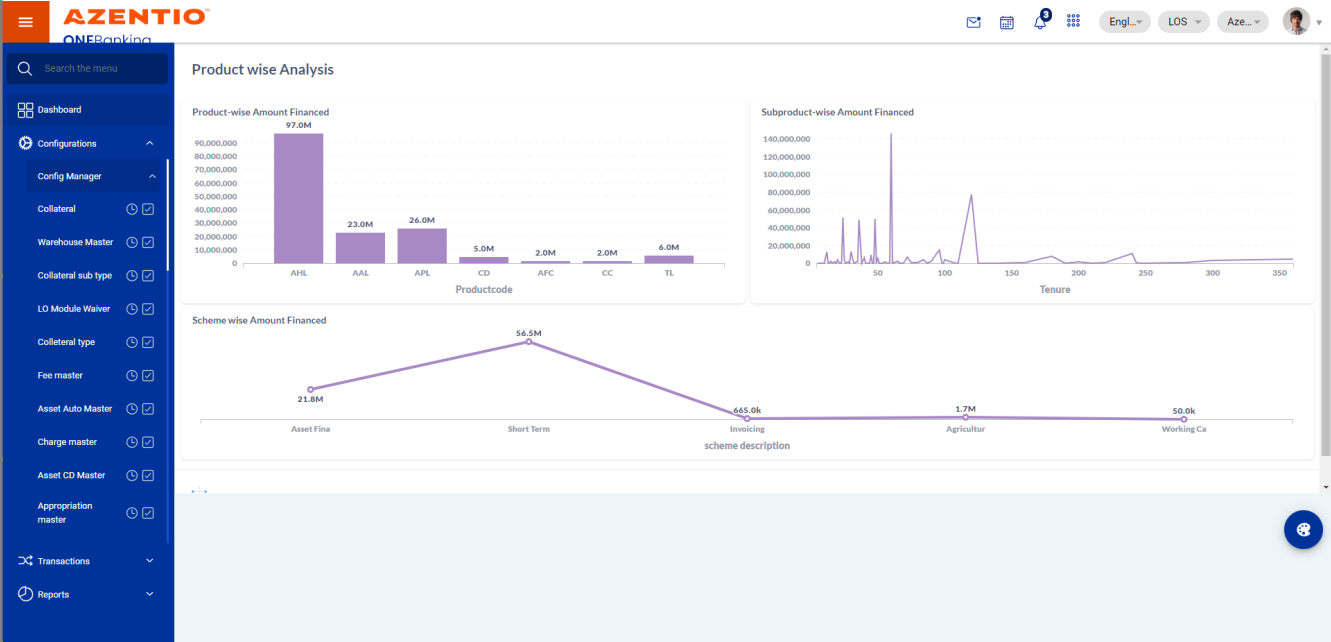 AZENTIO™
ONEBanking
3
Engl...
LOS
Aze...
Search the menu
Dashboard
Configurations
Config Manager
Collateral
Warehouse Master
Collateral sub type
LO Module Waiver
Colleteral type
Fee master
Asset Auto Master
Charge master
Asset CD Master
Appropriation
master
Transactions
Reports
Product wise Analysis
Product-wise Amount Financed
97.0M
90,000,000
80,000,000
70,000,000
60,000,000
50,000,000
40,000,000
30,000,000
20,000,000
10,000,000
0
23.0M
26.0M
5.0M
2.0M
2.0M
6.0M
AHL AAL APL CD AFC CC TL
Productcode
Subproduct-wise Amount Financed
140,000,000
120,000,000
100,000,000
80,000,000
60,000,000
40,000,000
20,000,000
0
50 100 150 200 250 300 350
Tenure
Scheme wise Amount Financed
56.5M
21.8M
665.0k
1.7M
50.0k
Asset Fina Short Term Invoicing Agricultur Working Ca
scheme description